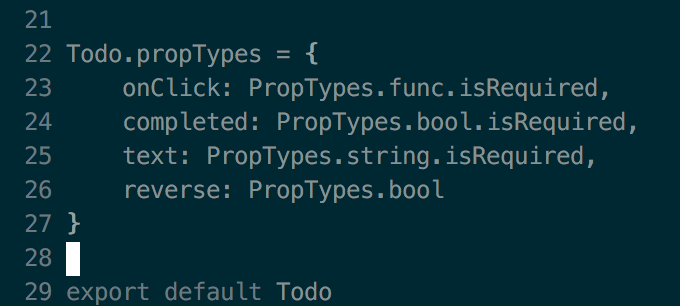 21
22 Todo.propTypes = {
23     onClick: PropTypes.func.isRequired,
24     completed: PropTypes.bool.isRequired,
25     text: PropTypes.string.isRequired,
26     reverse: PropTypes.bool
27 }
28
29 export default Todo